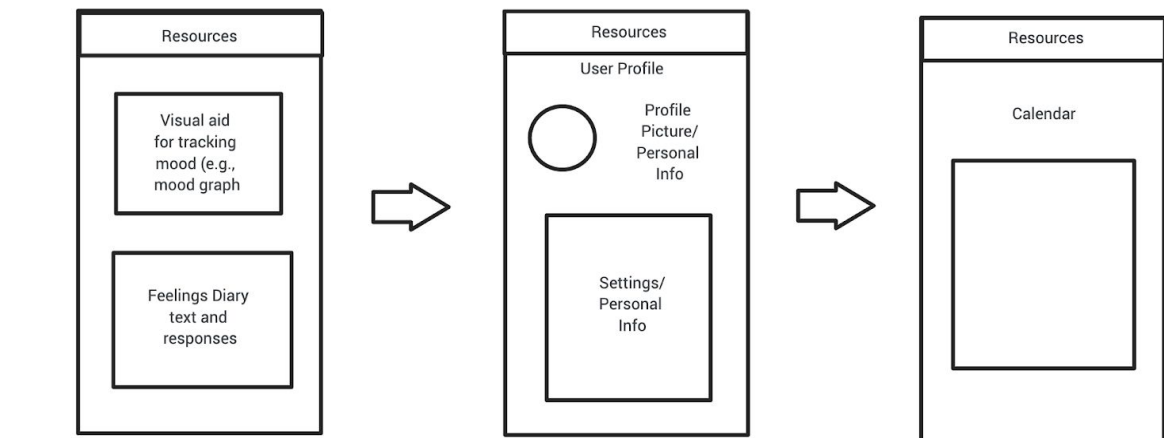 Resources
Visual aid
for tracking
mood (e.g.,
mood graph
Feelings Diary
text and
responses
Resources
User Profile
Profile
Picture/
Personal
Info
Settings/
Personal
Info
Resources
Calendar